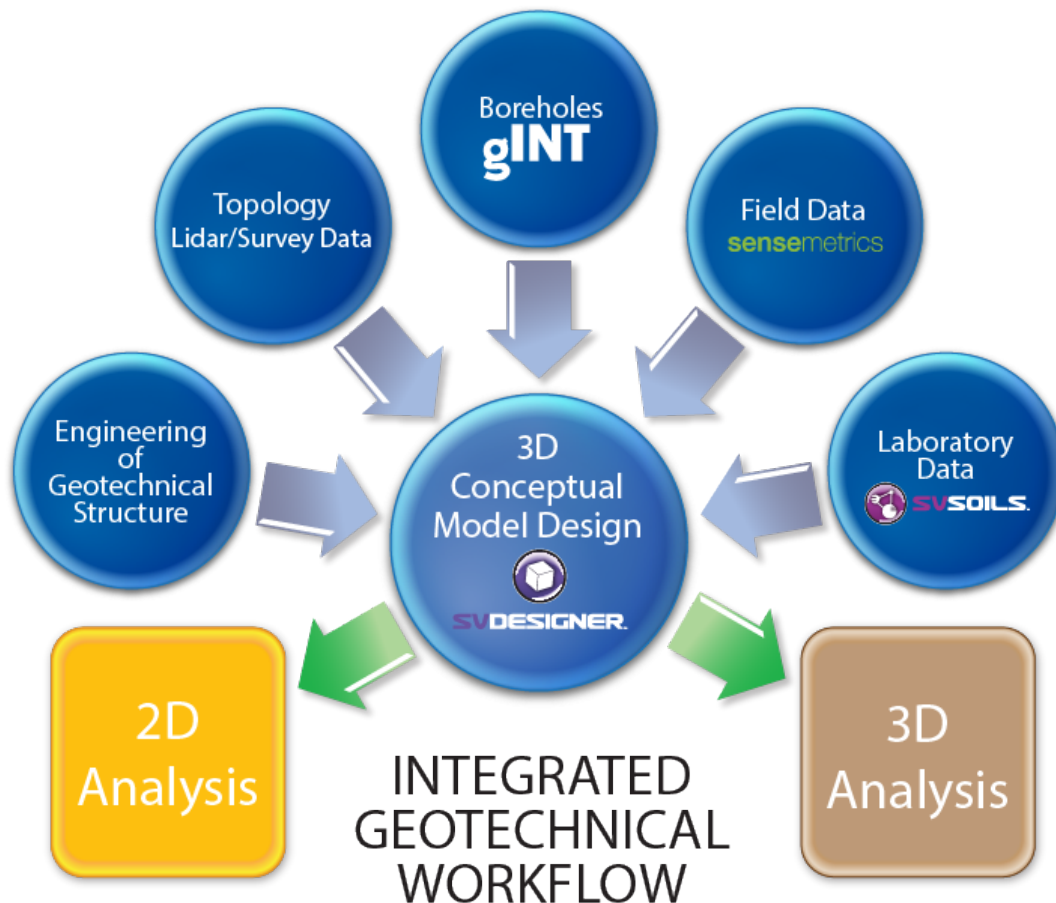 Boreholes
gINT
Topology
Lidar/Survey Data
Field Data
sensemetrics
Engineering
of
Geotechnical
Structure
3D
Conceptual
Model Design
SVDESIGNER.
Laboratory
Data
SVSOILS.
2D
Analysis
3D
Analysis
INTEGRATED
GEOTECHNICAL
WORKFLOW